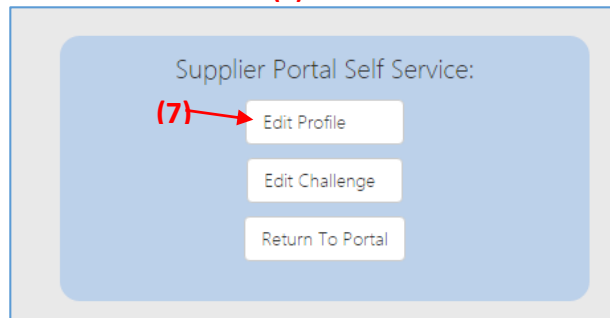 Supplier Portal Self Service:
(7) Edit Profile
Edit Challenge
Return To Portal